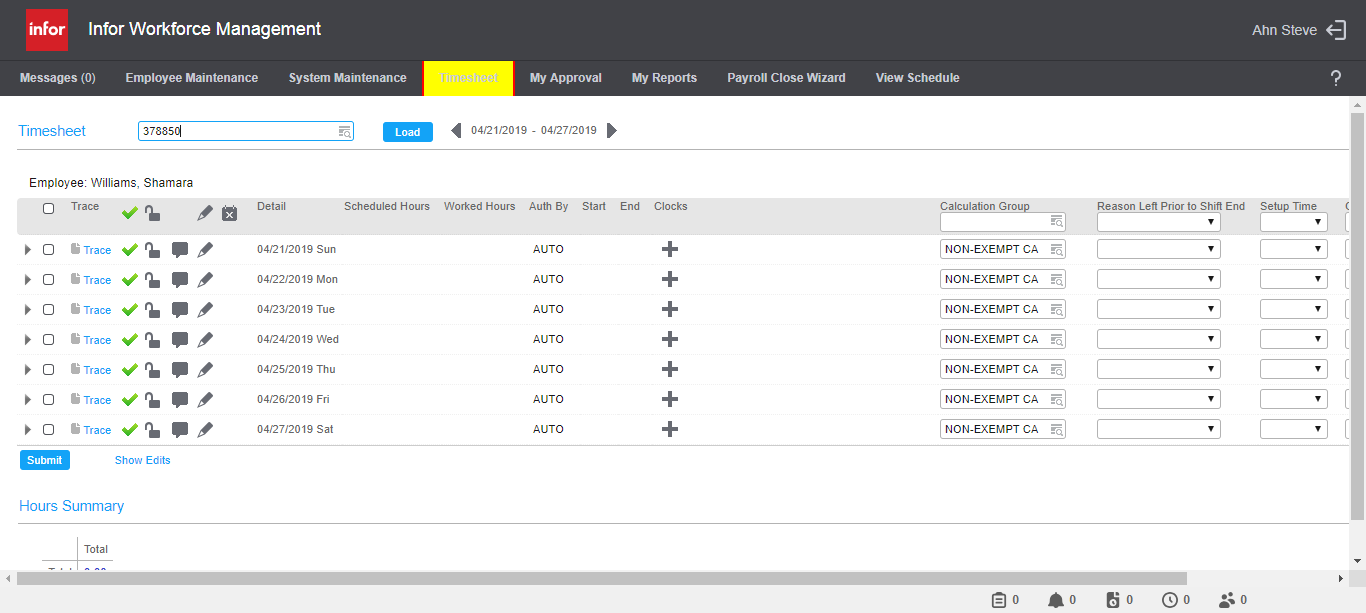 infor Infor Workforce Management Ahn Steve
Messages (0) Employee Maintenance System Maintenance Timesheet My Approval My Reports Payroll Close Wizard View Schedule ?
Timesheet 378850 Load 04/21/2019 - 04/27/2019
Employee: Williams, Shamara
Trace Detail Scheduled Hours Worked Hours Auth By Start End Clocks Calculation Group Reason Left Prior to Shift End Setup Time
Trace 04/21/2019 Sun AUTO NON-EXEMPT CA
Trace 04/22/2019 Mon AUTO NON-EXEMPT CA
Trace 04/23/2019 Tue AUTO NON-EXEMPT CA
Trace 04/24/2019 Wed AUTO NON-EXEMPT CA
Trace 04/25/2019 Thu AUTO NON-EXEMPT CA
Trace 04/26/2019 Fri AUTO NON-EXEMPT CA
Trace 04/27/2019 Sat AUTO NON-EXEMPT CA
Submit Show Edits
Hours Summary
Total
0 0 0 0 0